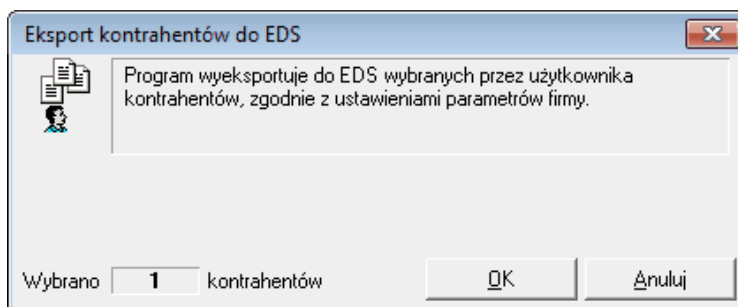 Eksport kontrahentów do EDS
Program wyeksportuje do EDS wybranych przez użytkownika
kontrahentów, zgodnie z ustawieniami parametrów firmy.
Wybrano 1 kontrahentów OK Anuluj